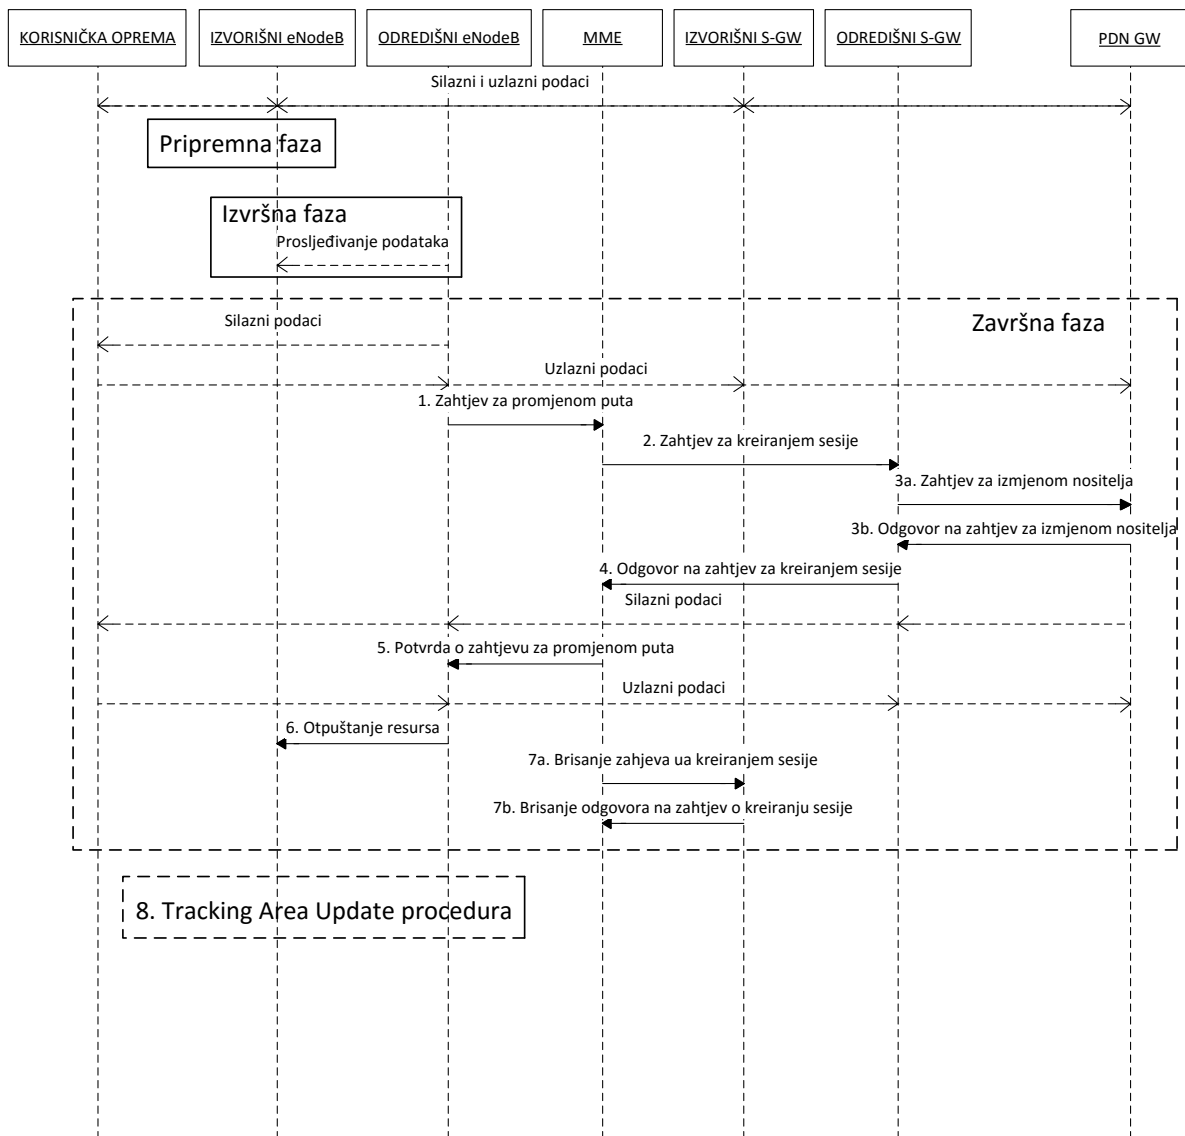 KORISNIČKA OPREMA
IZVORIŠNI eNodeB
ODREDIŠNI eNodeB
MME
IZVORIŠNI S-GW
ODREDIŠNI S-GW
PDN GW
Silazni i uzlazni podaci
Pripremna faza
Izvršna faza
Prosljeđivanje podataka
Silazni podaci
Završna faza
Uzlazni podaci
1. Zahtjev za promjenom puta
2. Zahtjev za kreiranjem sesije
3a. Zahtjev za izmjenom nositelja
3b. Odgovor na zahtjev za izmjenom nositelja
4. Odgovor na zahtjev za kreiranjem sesije
Silazni podaci
5. Potvrda o zahtjevu za promjenom puta
Uzlazni podaci
6. Otpuštanje resursa
7a. Brisanje zahjeva ua kreiranjem sesije
7b. Brisanje odgovora na zahtjev o kreiranju sesije
8. Tracking Area Update procedura